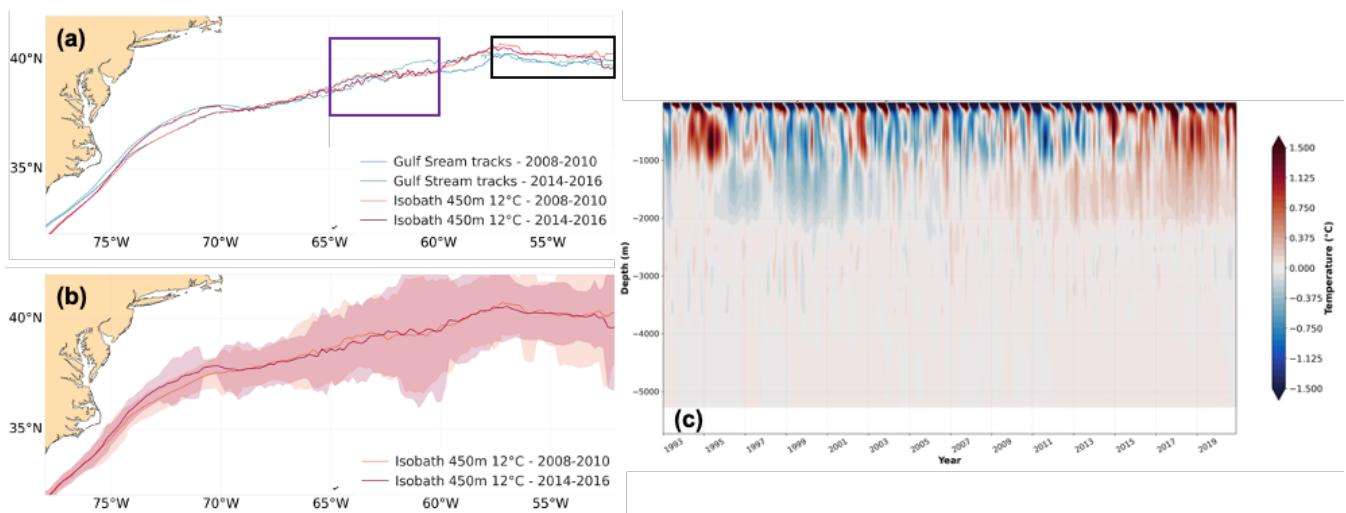 (a)
40°N
35°N
Gulf Sream tracks - 2008-2010
Gulf Stream tracks - 2014-2016
Isobath 450m 12°C - 2008-2010
Isobath 450m 12°C - 2014-2016
75°W 70°W 65°W 60°W 55°W
(b)
40°N
35°N
Isobath 450m 12°C - 2008-2010
Isobath 450m 12°C - 2014-2016
75°W 70°W 65°W 60°W 55°W
−1000
−2000
−3000
−4000
−5000
Depth (m)
(c)
1993 1995 1997 1999 2001 2003 2005 2007 2009 2011 2013 2015 2017 2019
Year
1.500
1.125
0.750
0.375
0.000
−0.375
−0.750
−1.125
−1.500
Temperature (°C)